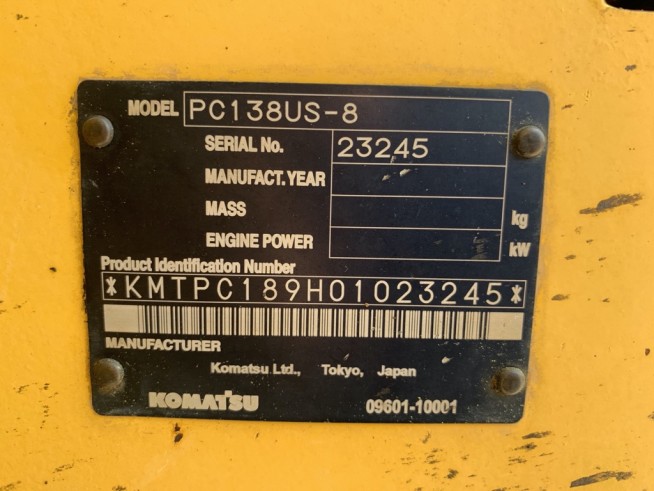 MODEL PC138US-8
SERIAL No. 23245
MANUFACT.YEAR
MASS kg
ENGINE POWER kW
Product Identification Number
*KMTPC189H01023245*
MANUFACTURER
Komatsu Ltd., Tokyo, Japan
KOMATSU 09601-10001